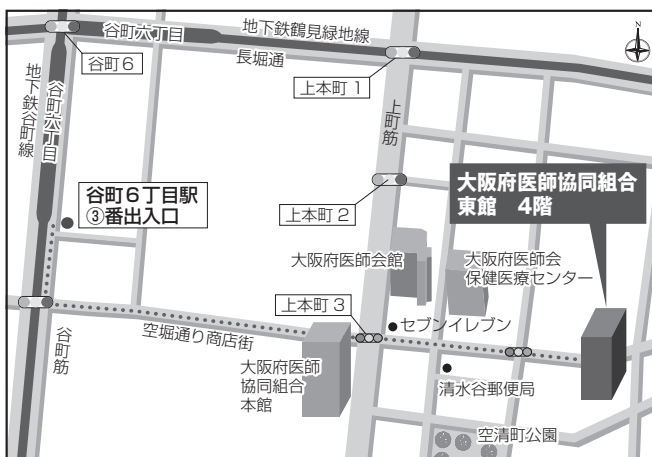 谷町六丁目
地下鉄鶴見緑地線
N
谷町6
長堀通
上本町1
地下鉄谷町線
谷町六丁目
上町筋
谷町6丁目駅
③番出入口
上本町2
大阪府医師協同組合
東館 4階
大阪府医師会館
大阪府医師会
保健医療センター
上本町3
セブンイレブン
谷町筋
空堀通り商店街
大阪府医師
協同組合
本館
清水谷郵便局
空清町公園